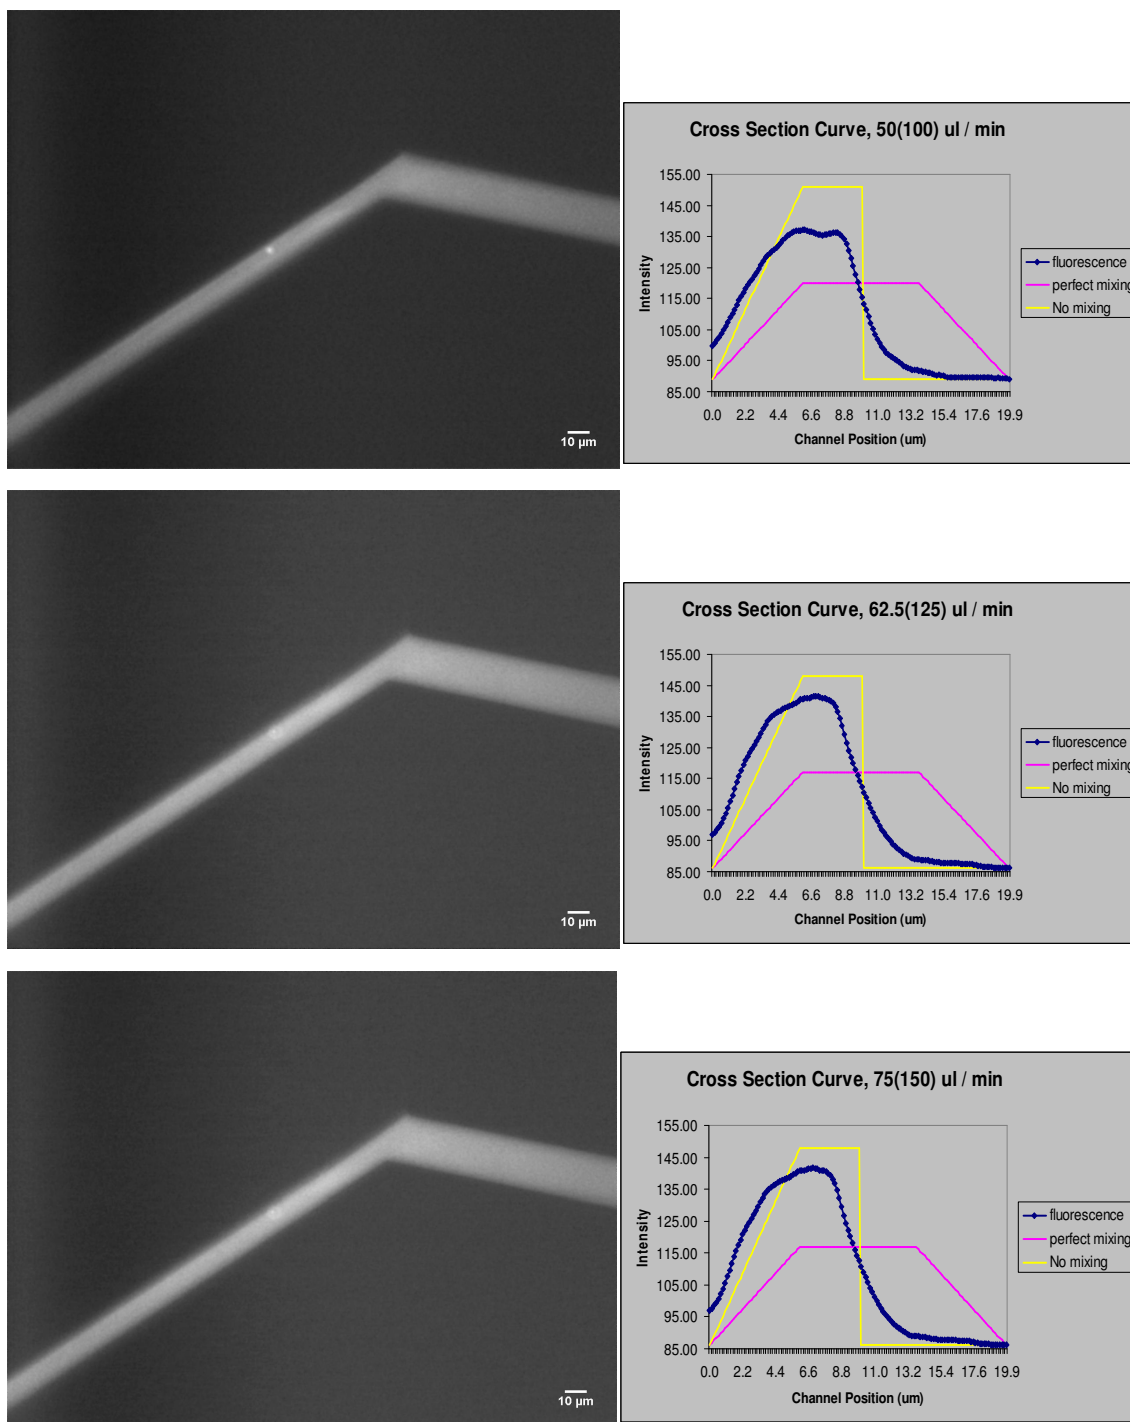 10 µm
Cross Section Curve, 50(100) ul / min
155.00
145.00
135.00
125.00
115.00
105.00
95.00
85.00
Intensity
0.0 2.2 4.4 6.6 8.8 11.0 13.2 15.4 17.6 19.9
Channel Position (um)
fluorescence
perfect mixing
No mixing
10 µm
Cross Section Curve, 62.5(125) ul / min
155.00
145.00
135.00
125.00
115.00
105.00
95.00
85.00
Intensity
0.0 2.2 4.4 6.6 8.8 11.0 13.2 15.4 17.6 19.9
Channel Position (um)
fluorescence
perfect mixing
No mixing
10 µm
Cross Section Curve, 75(150) ul / min
155.00
145.00
135.00
125.00
115.00
105.00
95.00
85.00
Intensity
0.0 2.2 4.4 6.6 8.8 11.0 13.2 15.4 17.6 19.9
Channel Position (um)
fluorescence
perfect mixing
No mixing